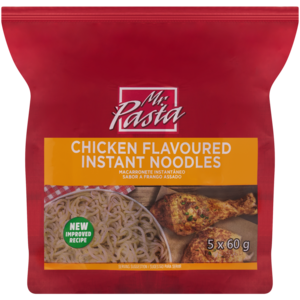 Mr.
Pasta
CHICKEN FLAVOURED
INSTANT NOODLES
MACARRONETE INSTANTÂNEO
SABOR A FRANGO ASSADO
NEW
IMPROVED
RECIPE
5 x 60 g